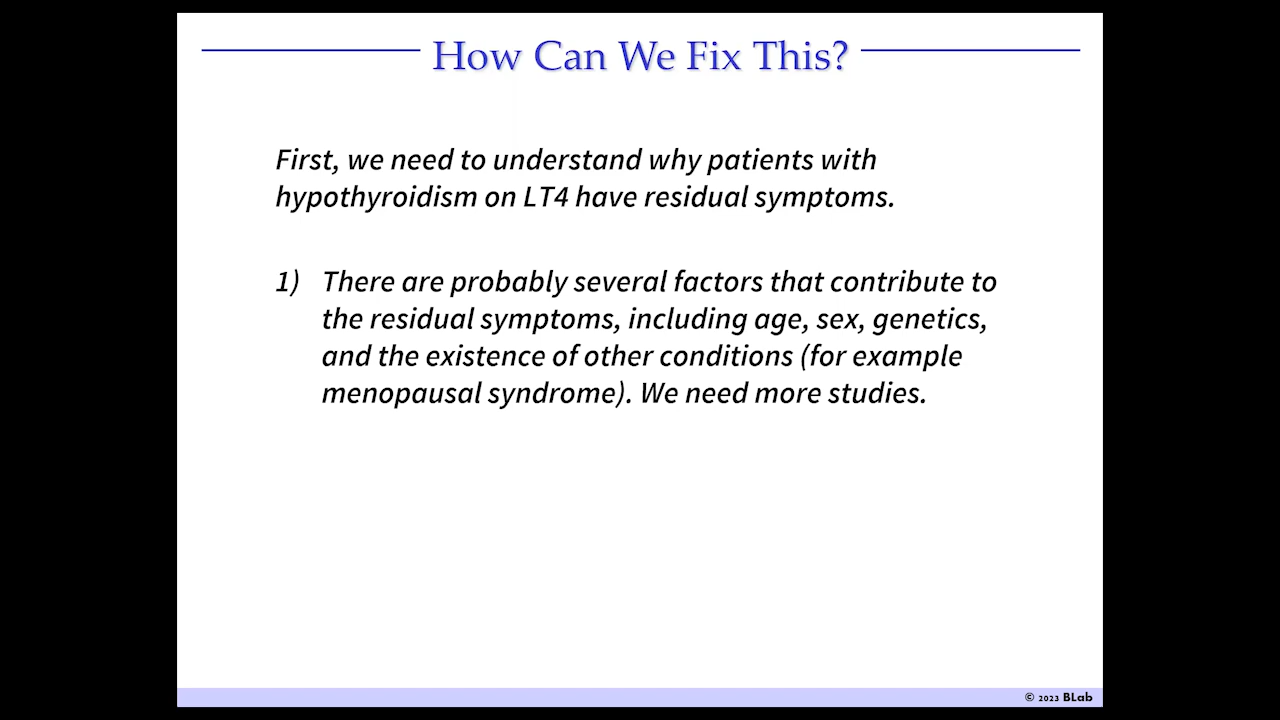 How Can We Fix This?
First, we need to understand why patients with
hypothyroidism on LT4 have residual symptoms.
1) There are probably several factors that contribute to
the residual symptoms, including age, sex, genetics,
and the existence of other conditions (for example
menopausal syndrome). We need more studies.
© 2023 BLab